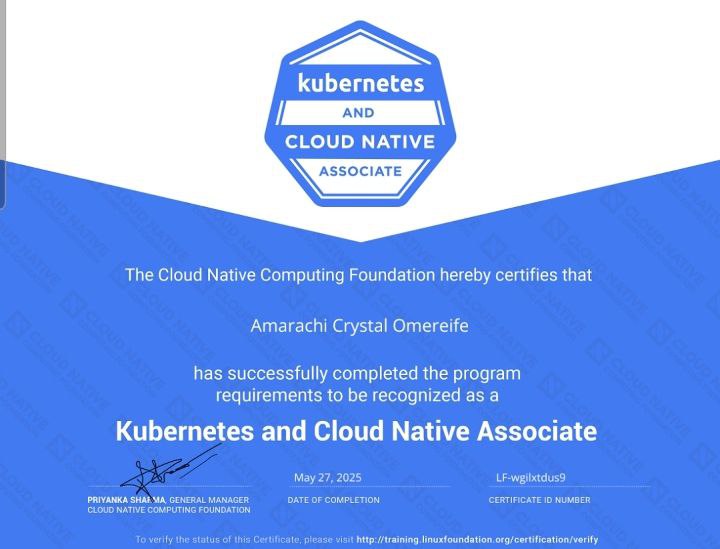 kubernetes
AND
CLOUD NATIVE
ASSOCIATE
The Cloud Native Computing Foundation hereby certifies that
Amarachi Crystal Omereife
has successfully completed the program
requirements to be recognized as a
Kubernetes and Cloud Native Associate
May 27, 2025
LF-wgilxtdus9
PRIYANKA SHARMA, GENERAL MANAGER
CLOUD NATIVE COMPUTING FOUNDATION
DATE OF COMPLETION
CERTIFICATE ID NUMBER
To verify the status of this Certificate, please visit http://training.linuxfoundation.org/certification/verify